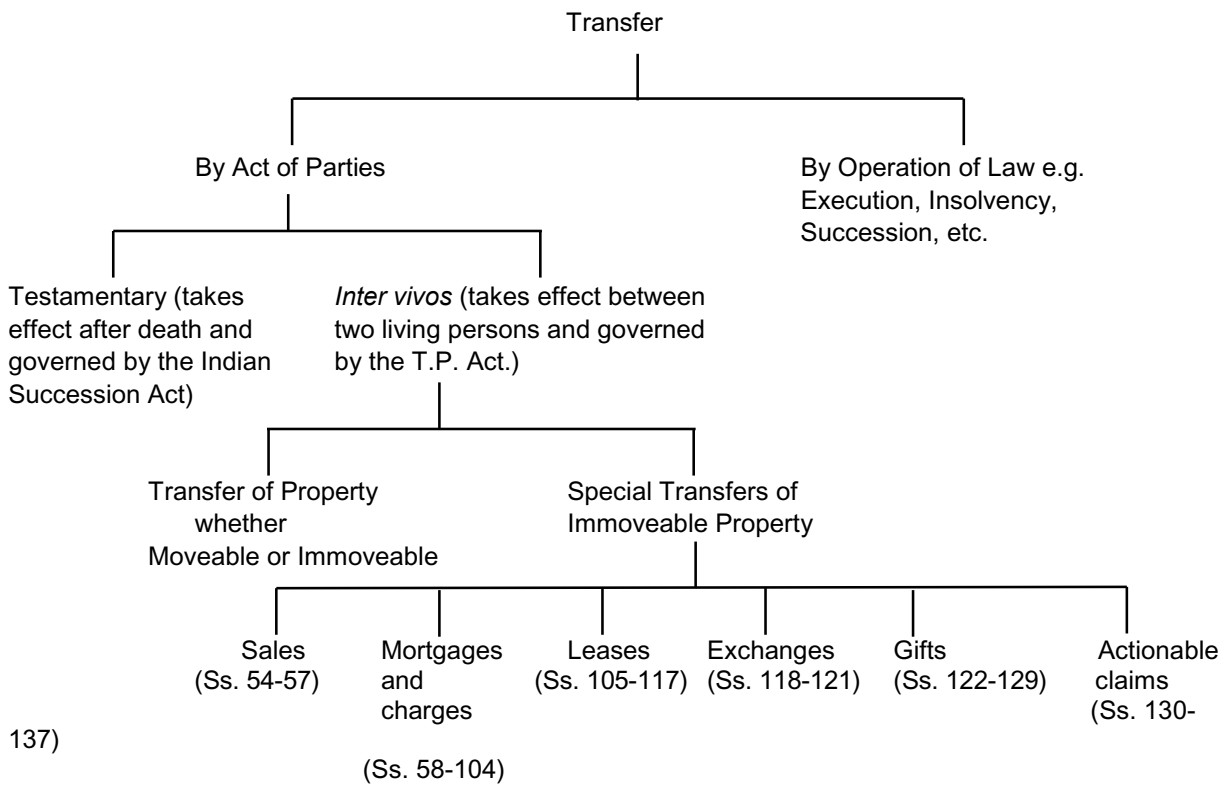 Transfer
By Act of Parties
By Operation of Law e.g.
Execution, Insolvency,
Succession, etc.
Testamentary (takes
effect after death and
governed by the Indian
Succession Act)
Inter vivos (takes effect between
two living persons and governed
by the T.P. Act.)
Transfer of Property
whether
Moveable or Immoveable
Special Transfers of
Immoveable Property
Sales
(Ss. 54-57)
Mortgages
and
charges
(Ss. 58-104)
Leases
(Ss. 105-117)
Exchanges
(Ss. 118-121)
Gifts
(Ss. 122-129)
Actionable
claims
(Ss. 130-
137)